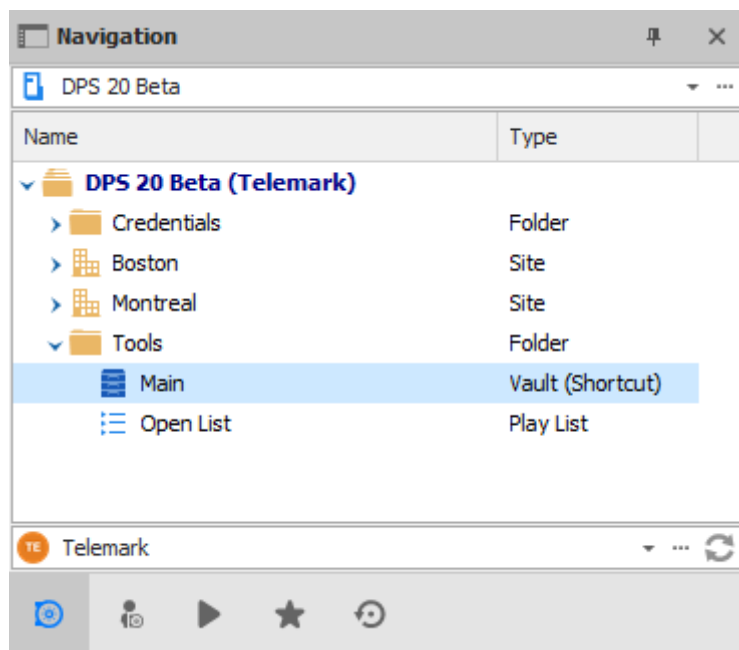 Navigation
DPS 20 Beta
Name Type
DPS 20 Beta (Telemark)
Credentials Folder
Boston Site
Montreal Site
Tools Folder
Main Vault (Shortcut)
Open List Play List
TE Telemark